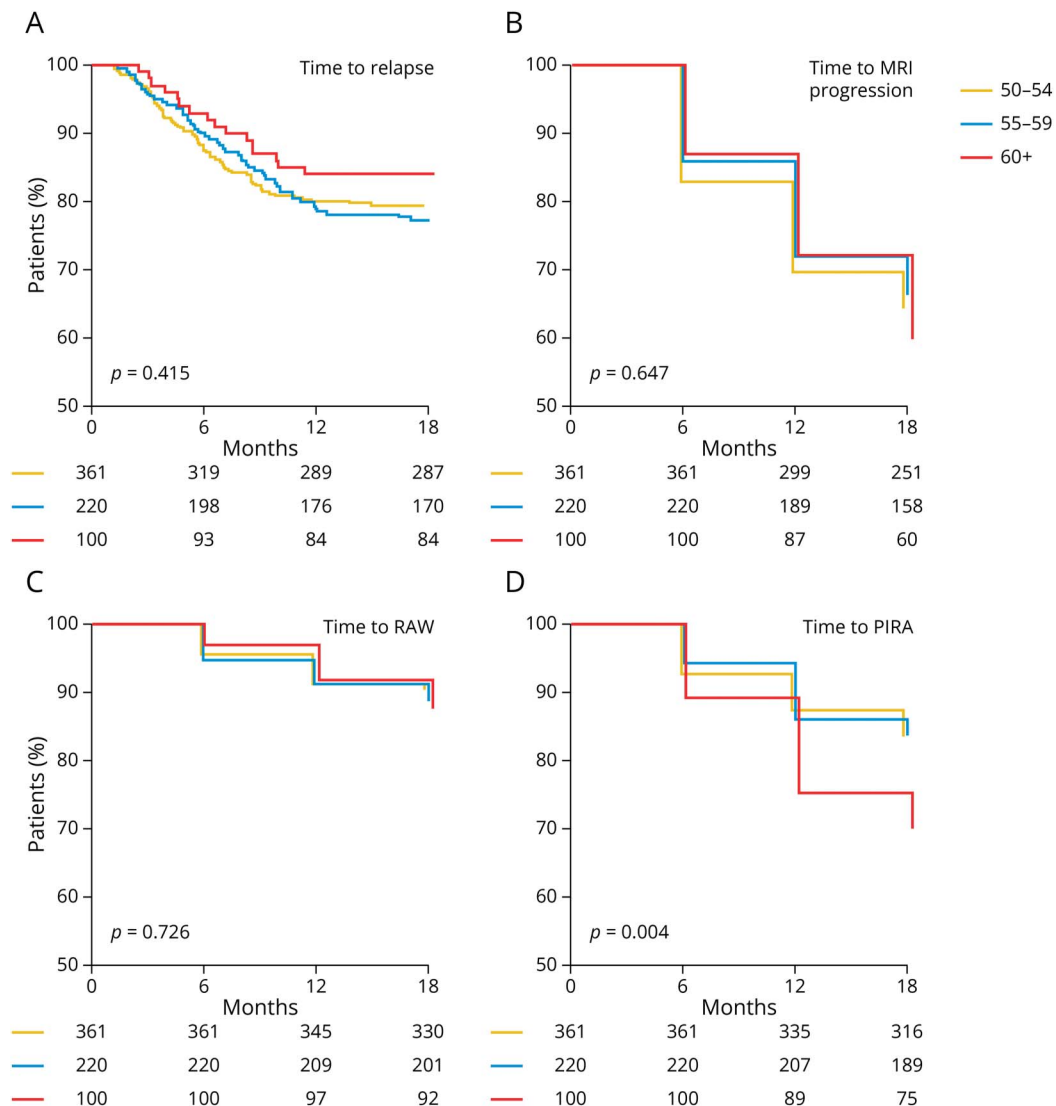 A
100
90
80
70
60
50
Patients (%)
Time to relapse
p = 0.415
0 6 12 18
Months
361 319 289 287
220 198 176 170
100 93 84 84
B
100
90
80
70
60
50
Time to MRI
progression
p = 0.647
0 6 12 18
Months
361 361 299 251
220 220 189 158
100 100 87 60
50–54
55–59
60+
C
100
90
80
70
60
50
Patients (%)
Time to RAW
p = 0.726
0 6 12 18
Months
361 361 345 330
220 220 209 201
100 100 97 92
D
100
90
80
70
60
50
Time to PIRA
p = 0.004
0 6 12 18
Months
361 361 335 316
220 220 207 189
100 100 89 75